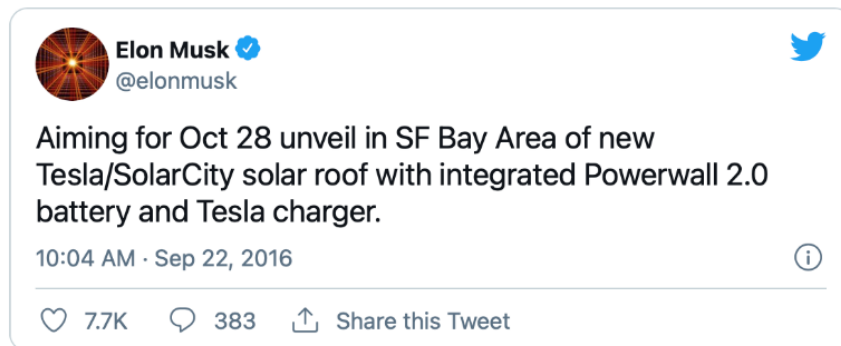 Elon Musk
@elonmusk
Aiming for Oct 28 unveil in SF Bay Area of new
Tesla/SolarCity solar roof with integrated Powerwall 2.0
battery and Tesla charger.
10:04 AM · Sep 22, 2016
7.7K 383 Share this Tweet